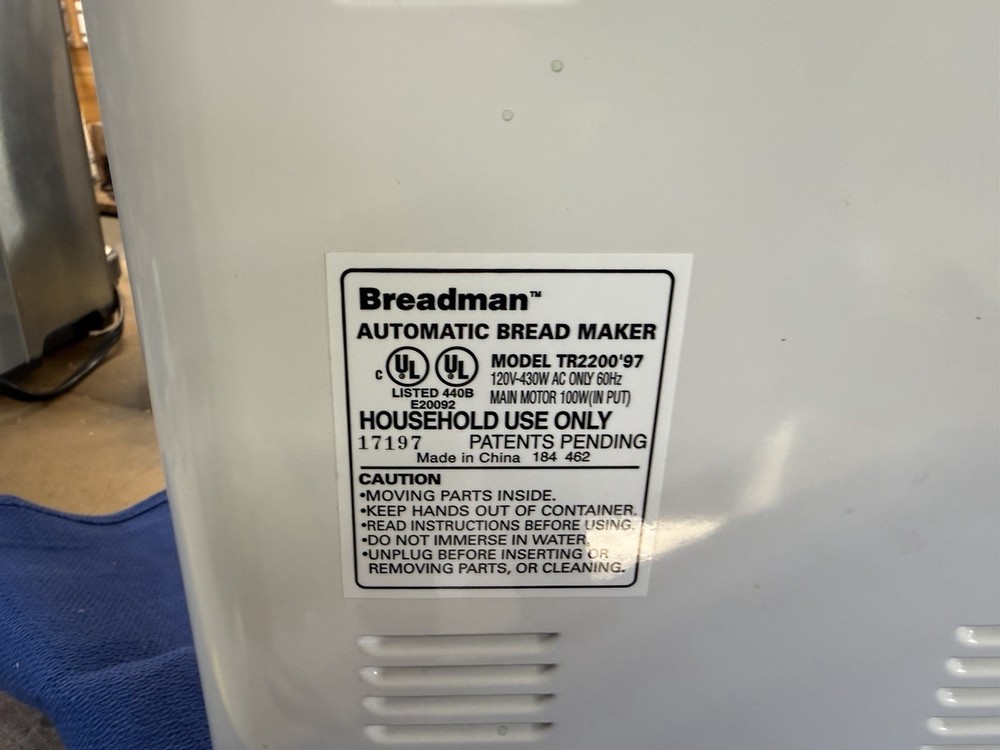 Breadman™
AUTOMATIC BREAD MAKER
C UL UL MODEL TR2200'97
120V-430W AC ONLY 60Hz
LISTED 440B MAIN MOTOR 100W(IN PUT)
E20092
HOUSEHOLD USE ONLY
17197 PATENTS PENDING
Made in China 184 462
CAUTION
•MOVING PARTS INSIDE.
•KEEP HANDS OUT OF CONTAINER.
•READ INSTRUCTIONS BEFORE USING.
•DO NOT IMMERSE IN WATER.
•UNPLUG BEFORE INSERTING OR
REMOVING PARTS, OR CLEANING.